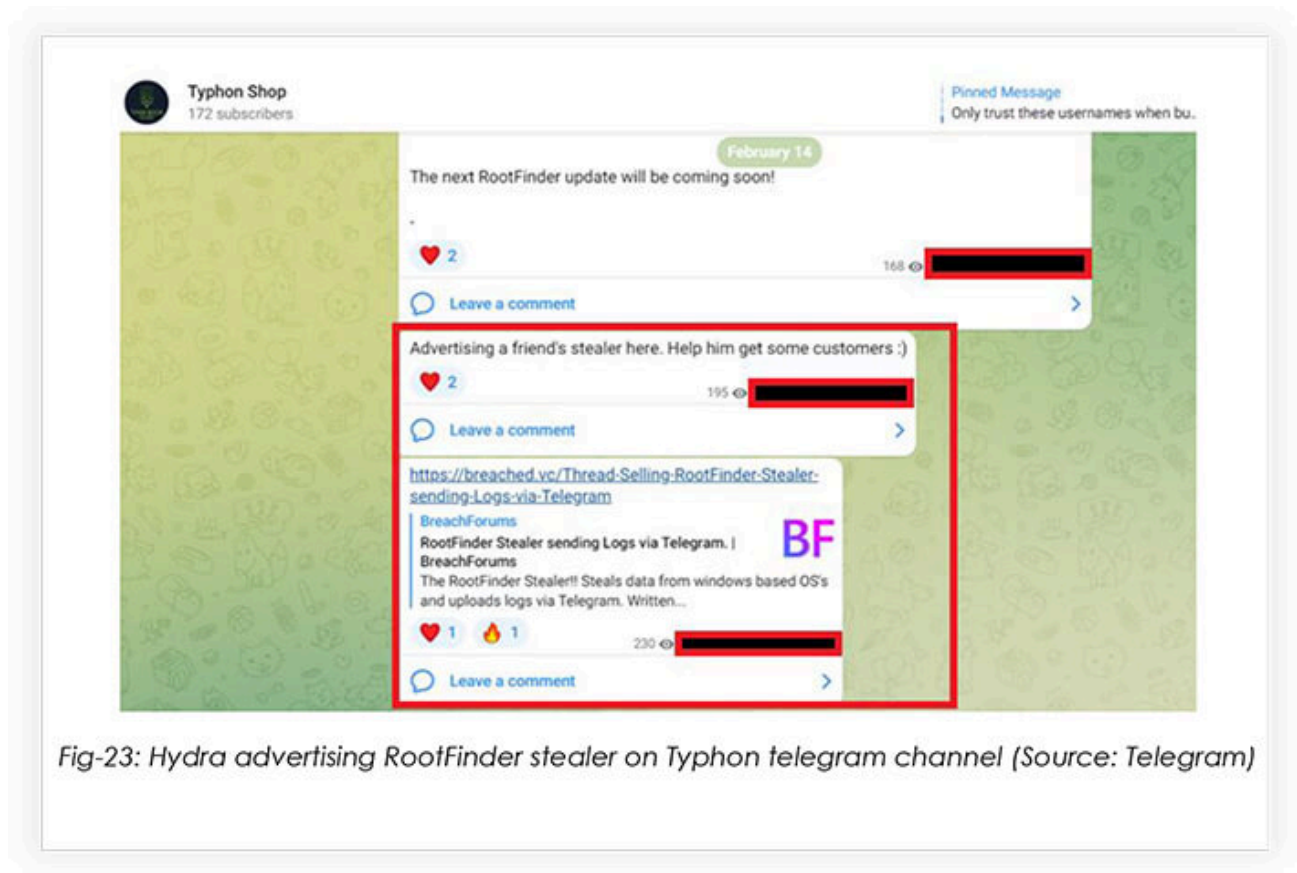 Typhon Shop
172 subscribers
Pinned Message
Only trust these usernames when bu..
February 14
The next RootFinder update will be coming soon!
.
2
168
Leave a comment
Advertising a friend's stealer here. Help him get some customers :)
2
195
Leave a comment
https://breached.vc/Thread-Selling-RootFinder-Stealer-
sending-Logs-via-Telegram
BreachForums
BF
RootFinder Stealer sending Logs via Telegram. |
BreachForums
The RootFinder Stealer!! Steals data from windows based OS's
and uploads logs via Telegram. Written...
1 1
230
Leave a comment
Fig-23: Hydra advertising RootFinder stealer on Typhon telegram channel (Source: Telegram)